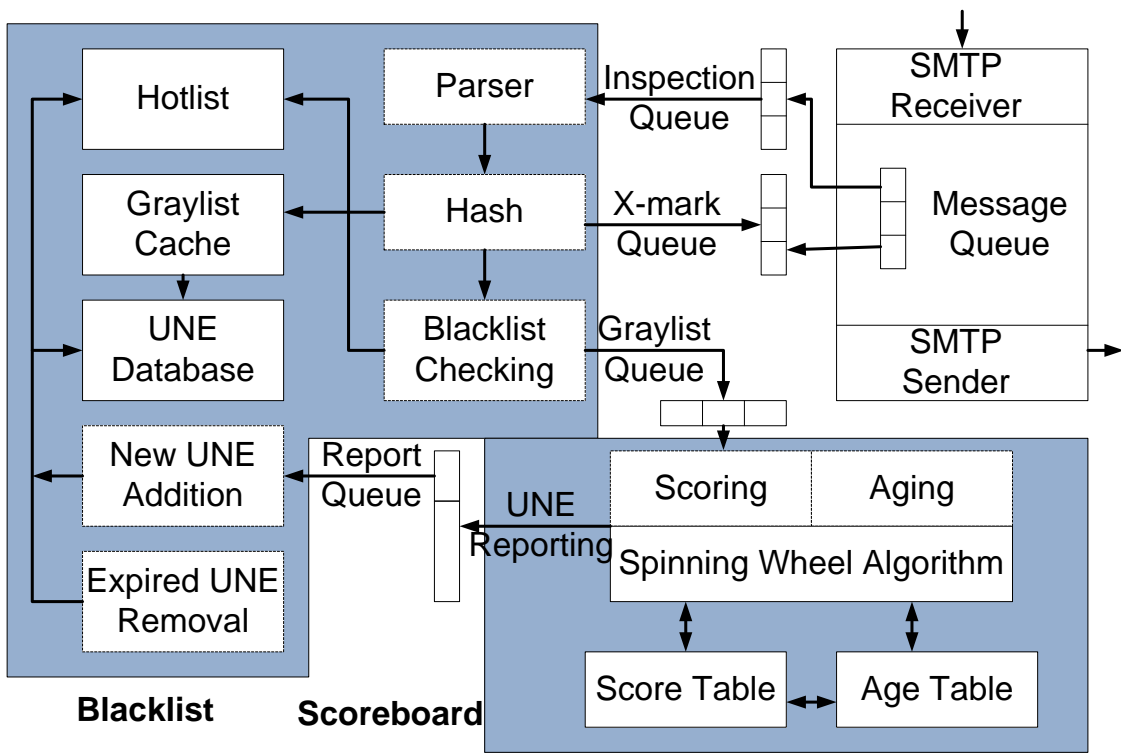 Hotlist
Parser
Inspection
Queue
SMTP
Receiver
Graylist
Cache
Hash
X-mark
Queue
Message
Queue
UNE
Database
Blacklist
Checking
Graylist
Queue
SMTP
Sender
New UNE
Addition
Report
Queue
Scoring
Aging
UNE
Reporting
Spinning Wheel Algorithm
Expired UNE
Removal
Score Table
Age Table
Blacklist
Scoreboard